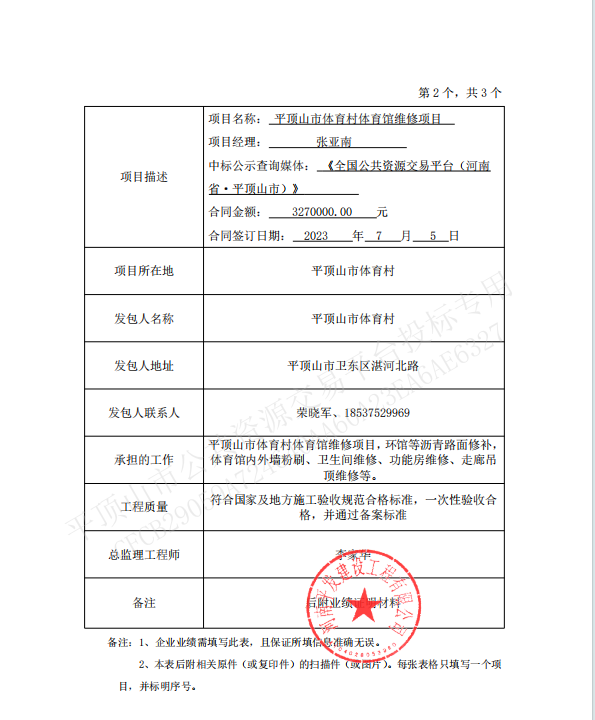 第 2 个，共 3 个
项目名称： 平顶山市体育村体育馆维修项目
项目经理： 张亚南
中标公示查询媒体：《全国公共资源交易平台（河南
省·平顶山市）》
合同金额： 3270000.00 元
合同签订日期： 2023 年 7 月 5 日
项目描述
项目所在地 平顶山市体育村
发包人名称 平顶山市体育村
发包人地址 平顶山市卫东区湛河北路
发包人联系人 荣晓军、18537529969
平顶山市体育村体育馆维修项目，环馆等沥青路面修补，
承担的工作 体育馆内外墙粉刷、卫生间维修、功能房维修、走廊吊
顶维修等。
工程质量 符合国家及地方施工验收规范合格标准，一次性验收合
格，并通过备案标准
总监理工程师 李家华
备注 后附业绩证明材料
备注：1、企业业绩需填写此表，且保证所填信息准确无误。
2、本表后附相关原件（或复印件）的扫描件（或图片）。每张表格只填写一个项
目，并标明序号。